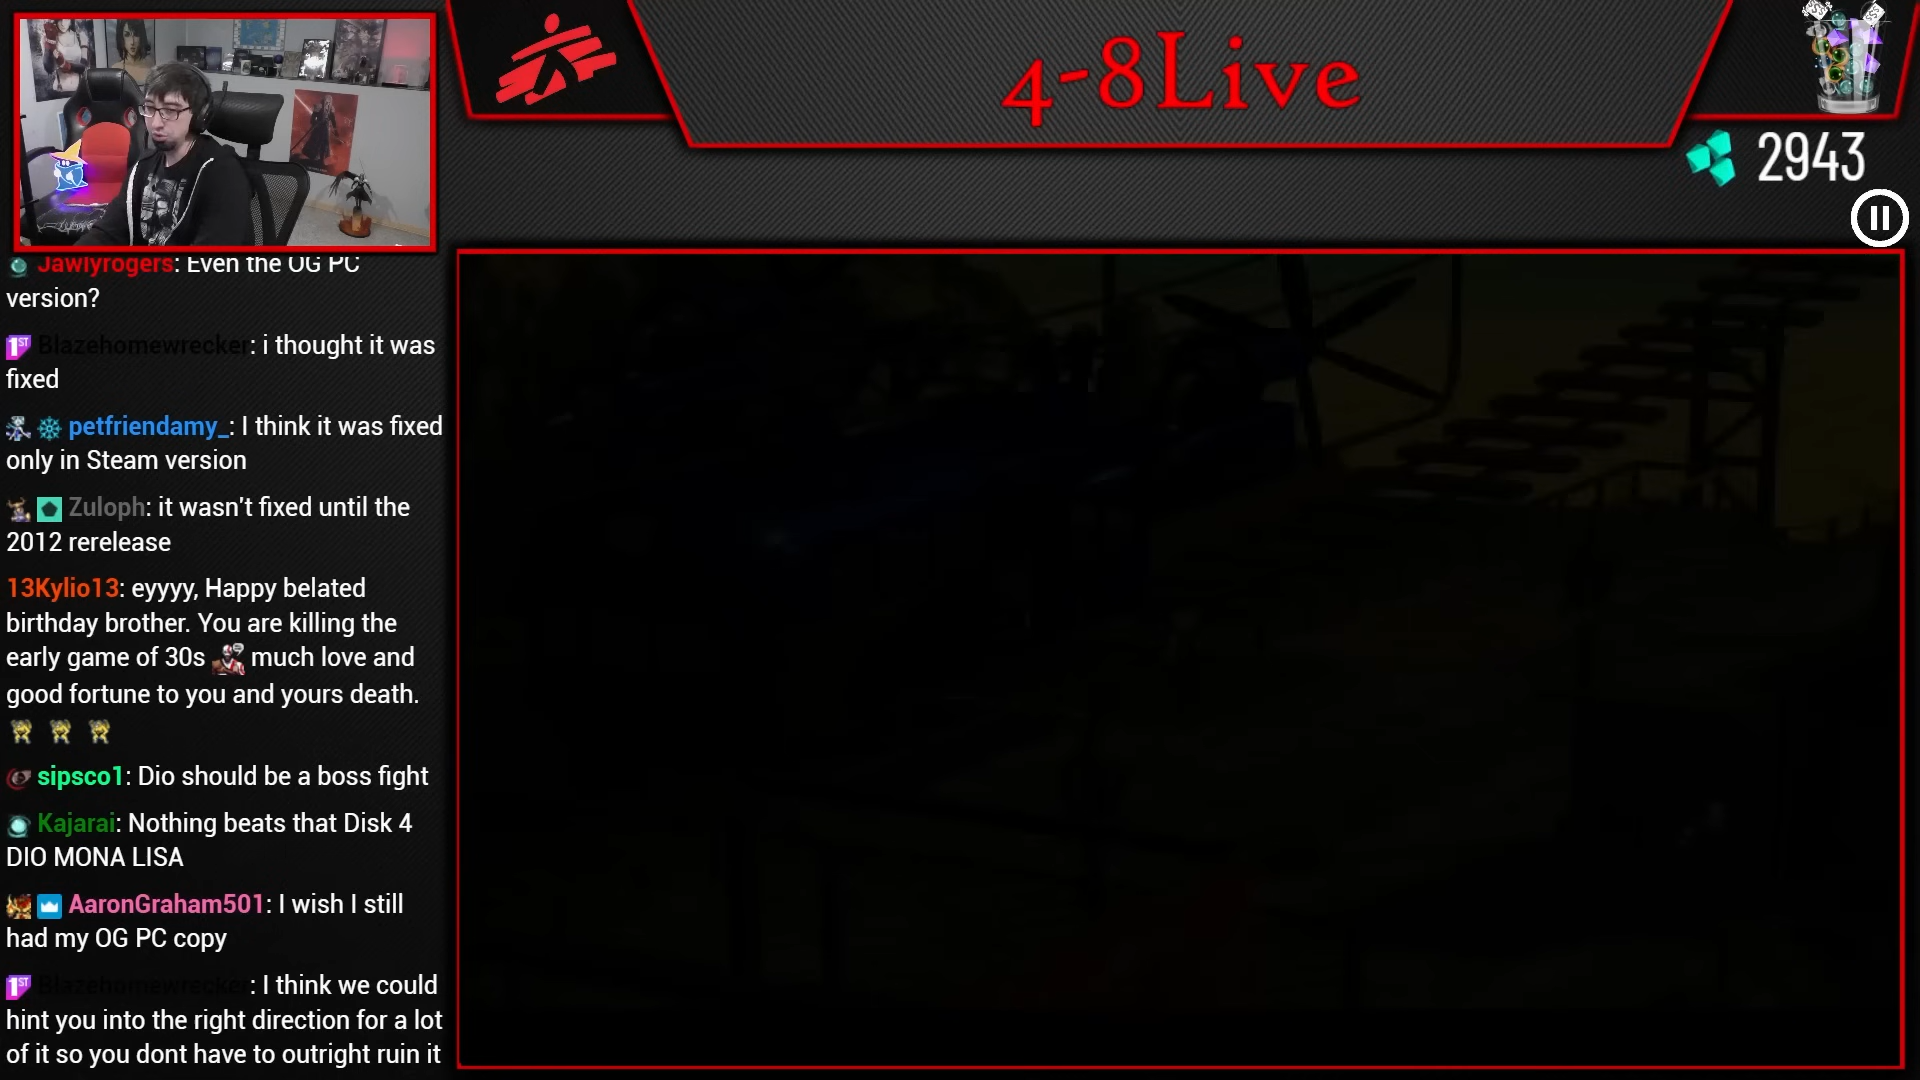 4-8Live
2943
Jawlyrogers: Even the OG PC
version?
1ST Blazehomewrecker: i thought it was
fixed
petfriendamy_: I think it was fixed
only in Steam version
Zuloph: it wasn't fixed until the
2012 rerelease
13Kylio13: eyyyy, Happy belated
birthday brother. You are killing the
early game of 30s much love and
good fortune to you and yours death.
sipsco1: Dio should be a boss fight
Kajarai: Nothing beats that Disk 4
DIO MONA LISA
AaronGraham501: I wish I still
had my OG PC copy
1ST Blazehomewrecker: I think we could
hint you into the right direction for a lot
of it so you dont have to outright ruin it